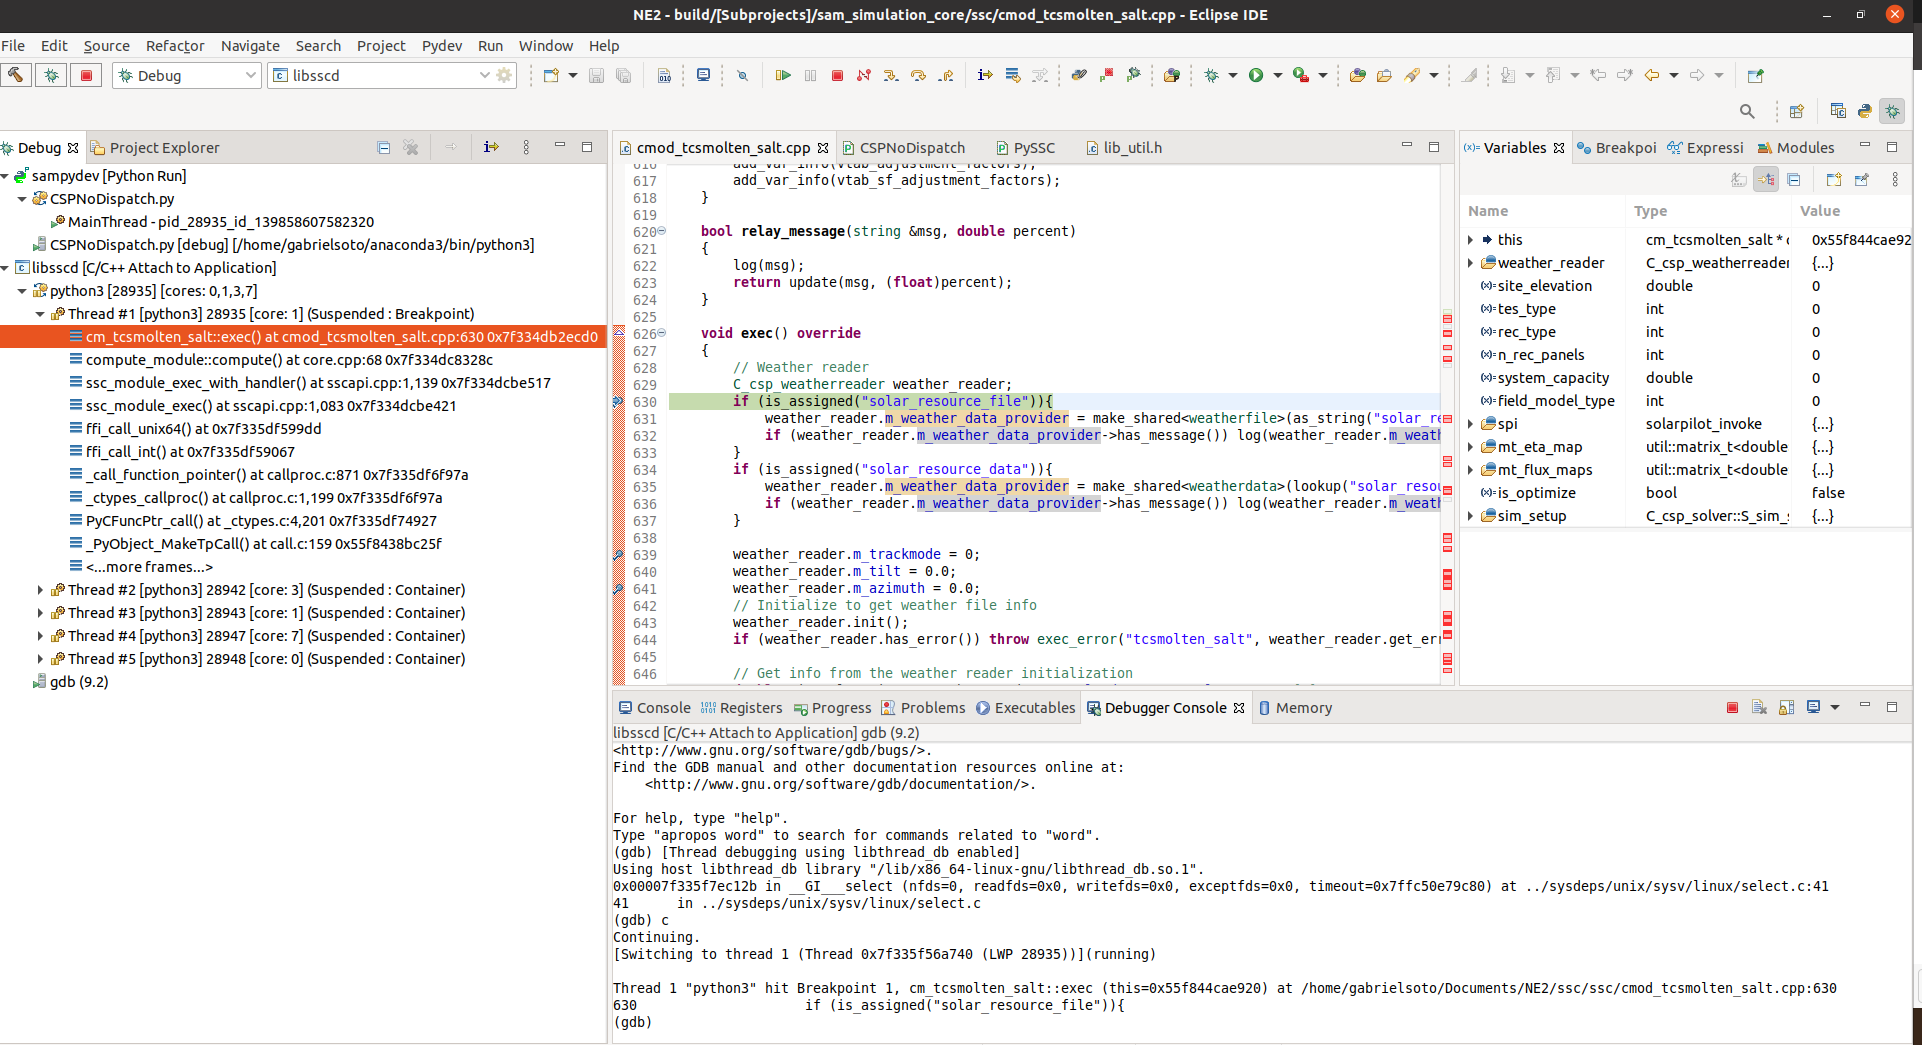 NE2 - build/[Subprojects]/sam_simulation_core/ssc/cmod_tcsmolten_salt.cpp - Eclipse IDE
File Edit Source Refactor Navigate Search Project Pydev Run Window Help
Debug libsscd
Debug Project Explorer
sampydev [Python Run]
CSPNoDispatch.py
MainThread - pid_28935_id_139858607582320
CSPNoDispatch.py [debug] [/home/gabrielsoto/anaconda3/bin/python3]
libsscd [C/C++ Attach to Application]
python3 [28935] [cores: 0,1,3,7]
Thread #1 [python3] 28935 [core: 1] (Suspended : Breakpoint)
cm_tcsmolten_salt::exec() at cmod_tcsmolten_salt.cpp:630 0x7f334db2ecd0
compute_module::compute() at core.cpp:68 0x7f334dc8328c
ssc_module_exec_with_handler() at sscapi.cpp:1,139 0x7f334dcbe517
ssc_module_exec() at sscapi.cpp:1,083 0x7f334dcbe421
ffi_call_unix64() at 0x7f335df599dd
ffi_call_int() at 0x7f335df59067
_call_function_pointer() at callproc.c:871 0x7f335df6f97a
_ctypes_callproc() at callproc.c:1,199 0x7f335df6f97a
PyCFuncPtr_call() at _ctypes.c:4,201 0x7f335df74927
_PyObject_MakeTpCall() at call.c:159 0x55f8438bc25f
<...more frames...>
Thread #2 [python3] 28942 [core: 3] (Suspended : Container)
Thread #3 [python3] 28943 [core: 1] (Suspended : Container)
Thread #4 [python3] 28947 [core: 7] (Suspended : Container)
Thread #5 [python3] 28948 [core: 0] (Suspended : Container)
gdb (9.2)
cmod_tcsmolten_salt.cpp CSPNoDispatch PySSC lib_util.h
616 add_var_info(vtab_adjustment_factors);
617 add_var_info(vtab_sf_adjustment_factors);
618 }
619
620 bool relay_message(string &msg, double percent)
621 {
622 log(msg);
623 return update(msg, (float)percent);
624 }
625
626 void exec() override
627 {
628 // Weather reader
629 C_csp_weatherreader weather_reader;
630 if (is_assigned("solar_resource_file")){
631 weather_reader.m_weather_data_provider = make_shared<weatherfile>(as_string("solar_re
632 if (weather_reader.m_weather_data_provider->has_message()) log(weather_reader.m_weath
633 }
634 if (is_assigned("solar_resource_data")){
635 weather_reader.m_weather_data_provider = make_shared<weatherdata>(lookup("solar_resou
636 if (weather_reader.m_weather_data_provider->has_message()) log(weather_reader.m_weath
637 }
638
639 weather_reader.m_trackmode = 0;
640 weather_reader.m_tilt = 0.0;
641 weather_reader.m_azimuth = 0.0;
642 // Initialize to get weather file info
643 weather_reader.init();
644 if (weather_reader.has_error()) throw exec_error("tcsmolten_salt", weather_reader.get_err
645
646 // Get info from the weather reader initialization
Variables Breakpoi Expressi Modules
Name Type Value
this cm_tcsmolten_salt * c 0x55f844cae92
weather_reader C_csp_weatherreader {...}
site_elevation double 0
tes_type int 0
rec_type int 0
n_rec_panels int 0
system_capacity double 0
field_model_type int 0
spi solarpilot_invoke {...}
mt_eta_map util::matrix_t<double {...}
mt_flux_maps util::matrix_t<double {...}
is_optimize bool false
sim_setup C_csp_solver::S_sim_s {...}
Console Registers Progress Problems Executables Debugger Console Memory
libsscd [C/C++ Attach to Application] gdb (9.2)
<http://www.gnu.org/software/gdb/bugs/>.
Find the GDB manual and other documentation resources online at:
<http://www.gnu.org/software/gdb/documentation/>.
For help, type "help".
Type "apropos word" to search for commands related to "word".
(gdb) [Thread debugging using libthread_db enabled]
Using host libthread_db library "/lib/x86_64-linux-gnu/libthread_db.so.1".
0x00007f335f7ec12b in __GI___select (nfds=0, readfds=0x0, writefds=0x0, exceptfds=0x0, timeout=0x7ffc50e79c80) at ../sysdeps/unix/sysv/linux/select.c:41
41 in ../sysdeps/unix/sysv/linux/select.c
(gdb) c
Continuing.
[Switching to thread 1 (Thread 0x7f335f56a740 (LWP 28935))](running)
Thread 1 "python3" hit Breakpoint 1, cm_tcsmolten_salt::exec (this=0x55f844cae920) at /home/gabrielsoto/Documents/NE2/ssc/ssc/cmod_tcsmolten_salt.cpp:630
630 if (is_assigned("solar_resource_file")){
(gdb)